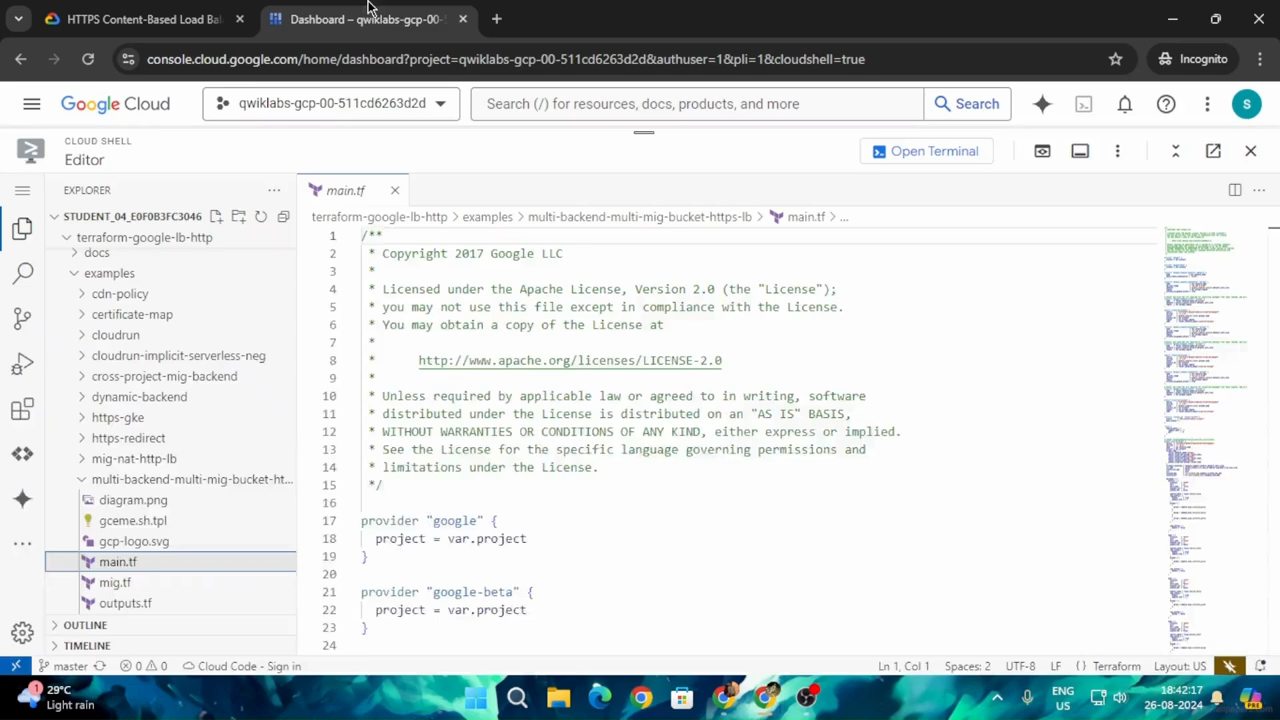 HTTPS Content-Based Load Bal
Dashboard – qwiklabs-gcp-00-
console.cloud.google.com/home/dashboard?project=qwiklabs-gcp-00-511cd6263d2d&authuser=1&pli=1&cloudshell=true
Incognito
Google Cloud
qwiklabs-gcp-00-511cd6263d2d
Search (/) for resources, docs, products, and more
Search
S
CLOUD SHELL
Editor
Open Terminal
EXPLORER
main.tf
STUDENT_04_E0F0B3FC3046
terraform-google-lb-http > examples > multi-backend-multi-mig-bucket-https-lb > main.tf > ...
terraform-google-lb-http
docs
examples
cdn-policy
certificate-map
cloudrun
cloudrun-implicit-serverless-neg
cross-project-mig-backend
dynamic-backend
http-gke
https-redirect
mig-nat-http-lb
multi-backend-multi-mig-bucket-ht...
diagram.png
gceme.sh.tpl
gcp-logo.svg
main.tf
mig.tf
outputs.tf
OUTLINE
TIMELINE
1 /**
2 * Copyright 2017 Google LLC
3 *
4 * Licensed under the Apache License, Version 2.0 (the "License");
5 * you may not use this file except in compliance with the License.
6 * You may obtain a copy of the License at
7 *
8 * http://www.apache.org/licenses/LICENSE-2.0
9 *
10 * Unless required by applicable law or agreed to in writing, software
11 * distributed under the License is distributed on an "AS IS" BASIS,
12 * WITHOUT WARRANTIES OR CONDITIONS OF ANY KIND, either express or implied.
13 * See the License for the specific language governing permissions and
14 * limitations under the License.
15 */
16
17 provider "google" {
18 project = var.project
19 }
20
21 provider "google-beta" {
22 project = var.project
23 }
24
master
0 0
Cloud Code - Sign in
Ln 1, Col 1
Spaces: 2
UTF-8
LF
{ } Terraform
Layout: US
1
29°C
Light rain
ENG
US
18:42:17
26-08-2024
PRE